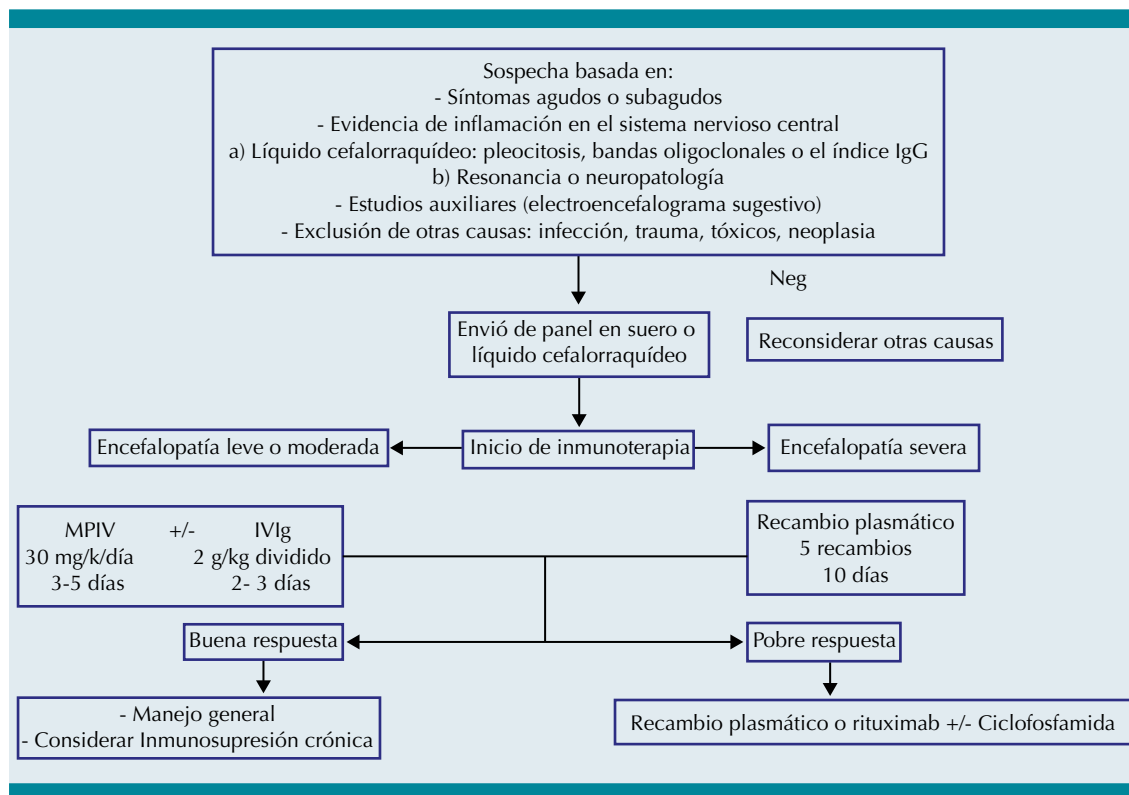 Sospecha basada en:
- Síntomas agudos o subagudos
- Evidencia de inflamación en el sistema nervioso central
a) Líquido cefalorraquídeo: pleocitosis, bandas oligoclonales o el índice IgG
b) Resonancia o neuropatología
- Estudios auxiliares (electroencefalograma sugestivo)
- Exclusión de otras causas: infección, trauma, tóxicos, neoplasia
Neg
Envió de panel en suero o
líquido cefalorraquídeo
Reconsiderar otras causas
Encefalopatía leve o moderada
Inicio de inmunoterapia
Encefalopatía severa
MPIV +/- IVIg
30 mg/k/día 2 g/kg dividido
3-5 días 2- 3 días
Recambio plasmático
5 recambios
10 días
Buena respuesta
Pobre respuesta
- Manejo general
- Considerar Inmunosupresión crónica
Recambio plasmático o rituximab +/- Ciclofosfamida